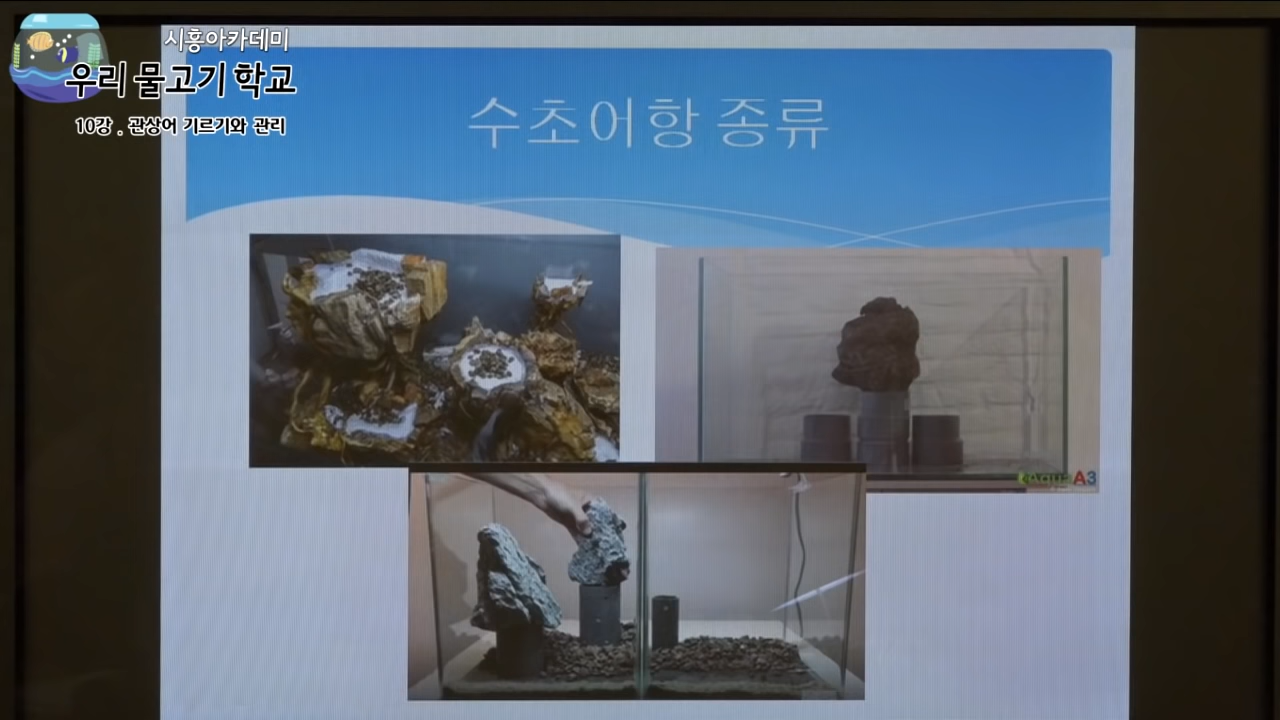 시흥아카데미
우리 물고기 학교
10강. 관상어 기르기와 관리
수초어항 종류
AquaA3